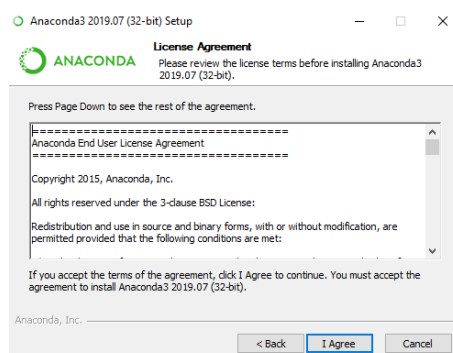 Anaconda3 2019.07 (32-bit) Setup
ANACONDA
License Agreement
Please review the license terms before installing Anaconda3
2019.07 (32-bit).
Press Page Down to see the rest of the agreement.
===================================
Anaconda End User License Agreement
===================================
Copyright 2015, Anaconda, Inc.
All rights reserved under the 3-clause BSD License:
Redistribution and use in source and binary forms, with or without modification, are
permitted provided that the following conditions are met:
If you accept the terms of the agreement, click I Agree to continue. You must accept the
agreement to install Anaconda3 2019.07 (32-bit).
Anaconda, Inc.
< Back
I Agree
Cancel